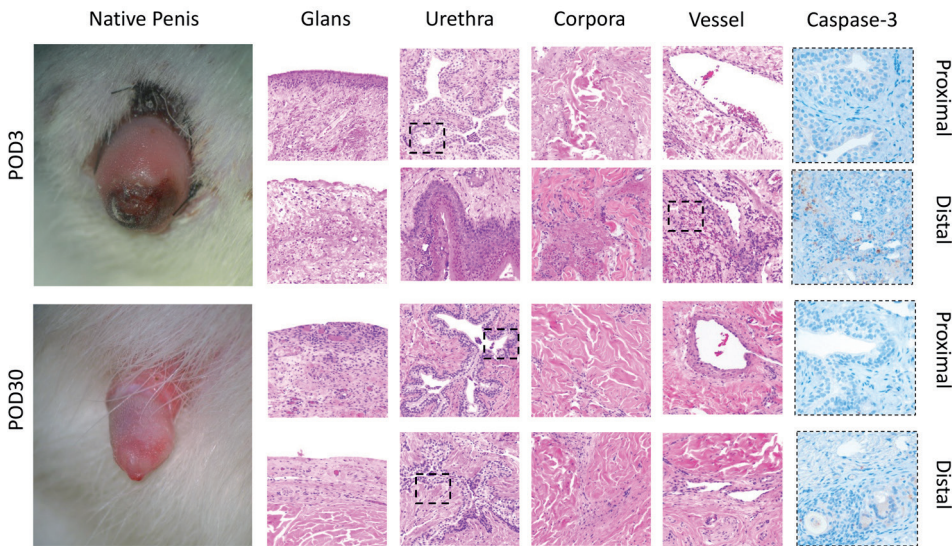 Native Penis Glans Urethra Corpora Vessel Caspase-3
POD3
Proximal
Distal
POD30
Proximal
Distal